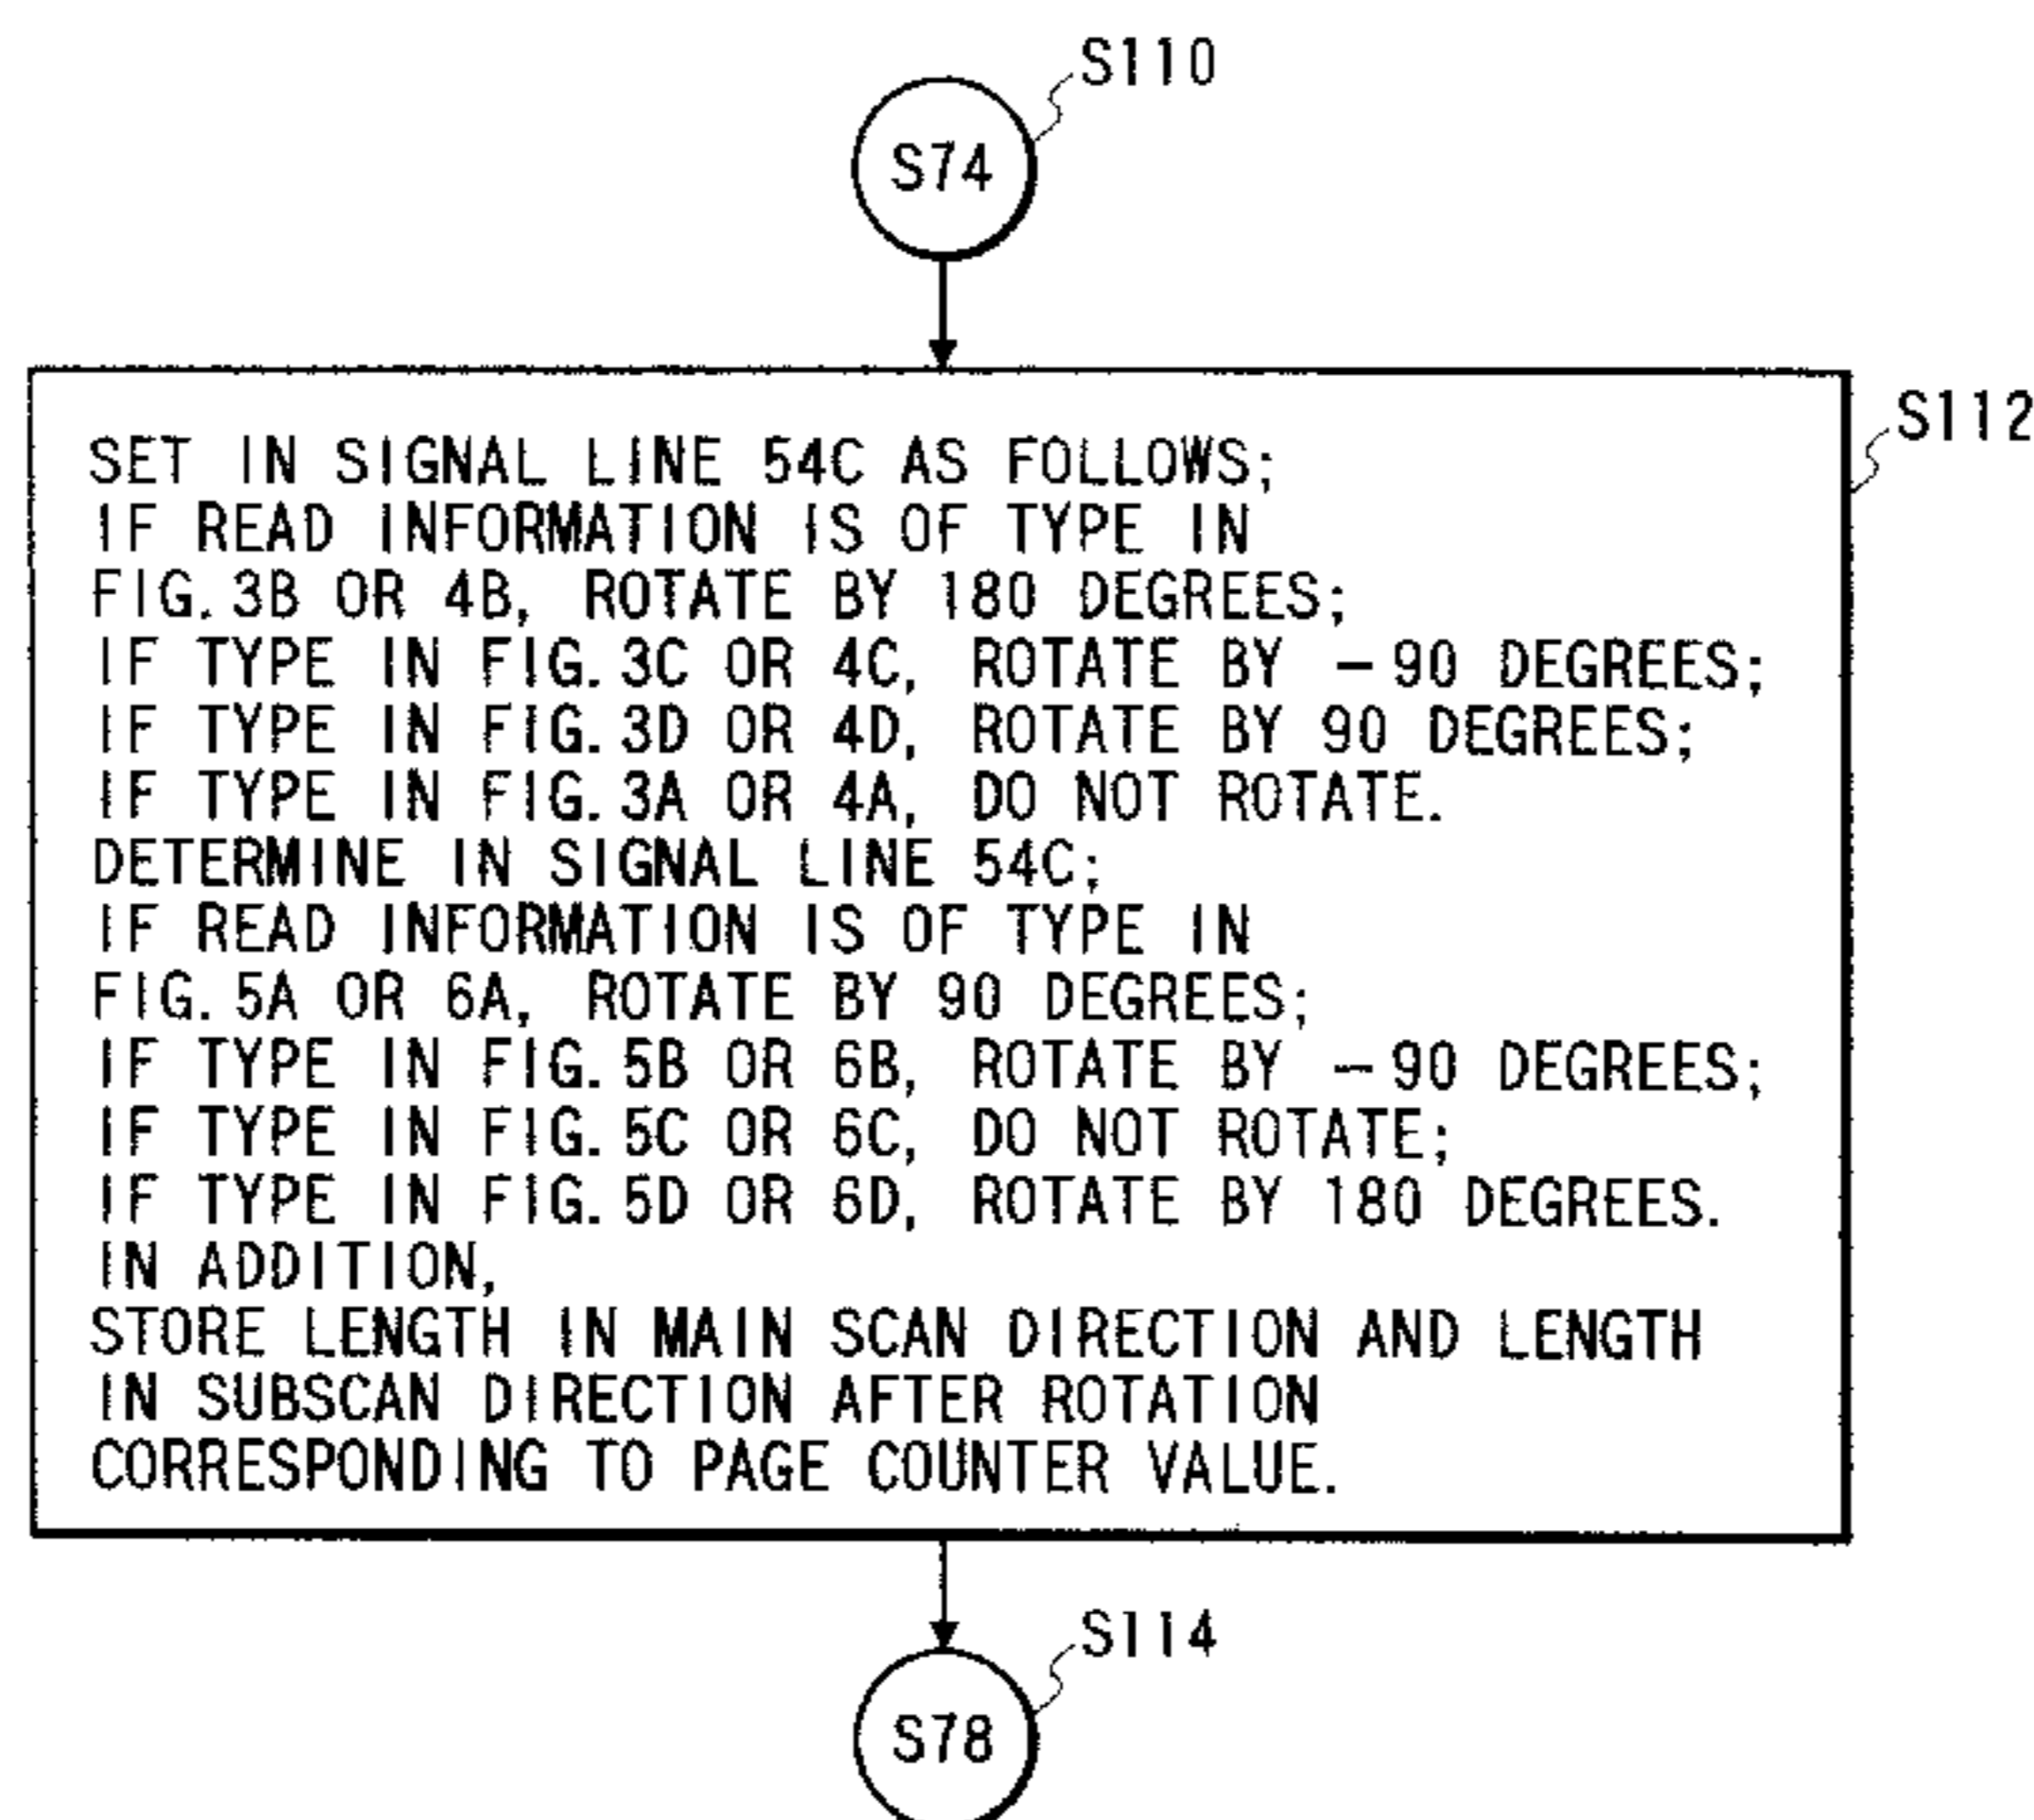 S110
S74
S112
SET IN SIGNAL LINE 54C AS FOLLOWS;
IF READ INFORMATION IS OF TYPE IN
FIG. 3B OR 4B, ROTATE BY 180 DEGREES;
IF TYPE IN FIG. 3C OR 4C, ROTATE BY -90 DEGREES;
IF TYPE IN FIG. 3D OR 4D, ROTATE BY 90 DEGREES;
IF TYPE IN FIG. 3A OR 4A, DO NOT ROTATE.
DETERMINE IN SIGNAL LINE 54C;
IF READ INFORMATION IS OF TYPE IN
FIG. 5A OR 6A, ROTATE BY 90 DEGREES;
IF TYPE IN FIG. 5B OR 6B, ROTATE BY -90 DEGREES;
IF TYPE IN FIG. 5C OR 6C, DO NOT ROTATE;
IF TYPE IN FIG. 5D OR 6D, ROTATE BY 180 DEGREES.
IN ADDITION,
STORE LENGTH IN MAIN SCAN DIRECTION AND LENGTH
IN SUBSCAN DIRECTION AFTER ROTATION
CORRESPONDING TO PAGE COUNTER VALUE.
S114
S78